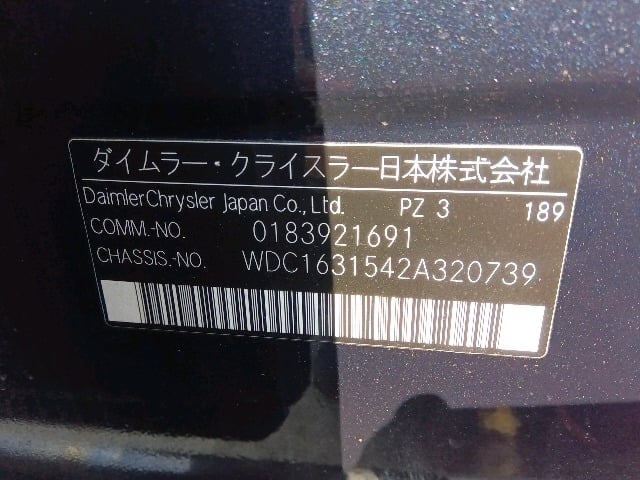 ダイムラー・クライスラー日本株式会社
DaimlerChrysler Japan Co., Ltd. PZ 3 189
COMM.-NO. 0183921691
CHASSIS.-NO. WDC1631542A320739